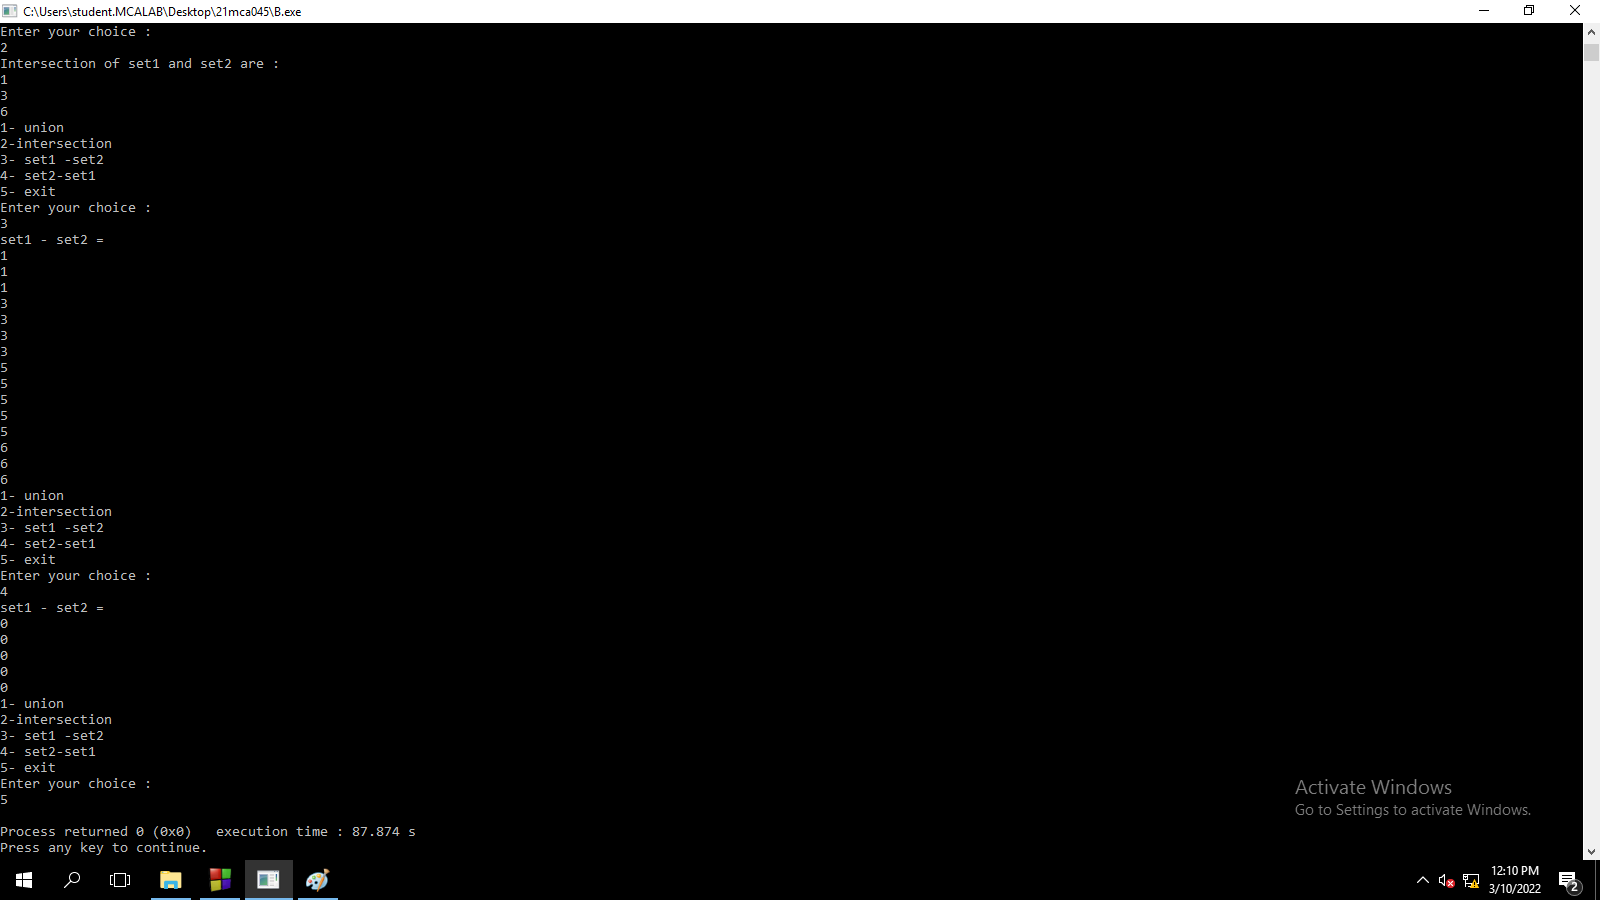 C:\Users\student.MCALAB\Desktop\21mca045\B.exe
Enter your choice :
2
Intersection of set1 and set2 are :
1
3
6
1- union
2-intersection
3- set1 -set2
4- set2-set1
5- exit
Enter your choice :
3
set1 - set2 =
1
1
1
3
3
3
3
5
5
5
5
5
6
6
6
1- union
2-intersection
3- set1 -set2
4- set2-set1
5- exit
Enter your choice :
4
set1 - set2 =
0
0
0
0
0
1- union
2-intersection
3- set1 -set2
4- set2-set1
5- exit
Enter your choice :
5
Process returned 0 (0x0)   execution time : 87.874 s
Press any key to continue.
Activate Windows
Go to Settings to activate Windows.
12:10 PM
3/10/2022
2